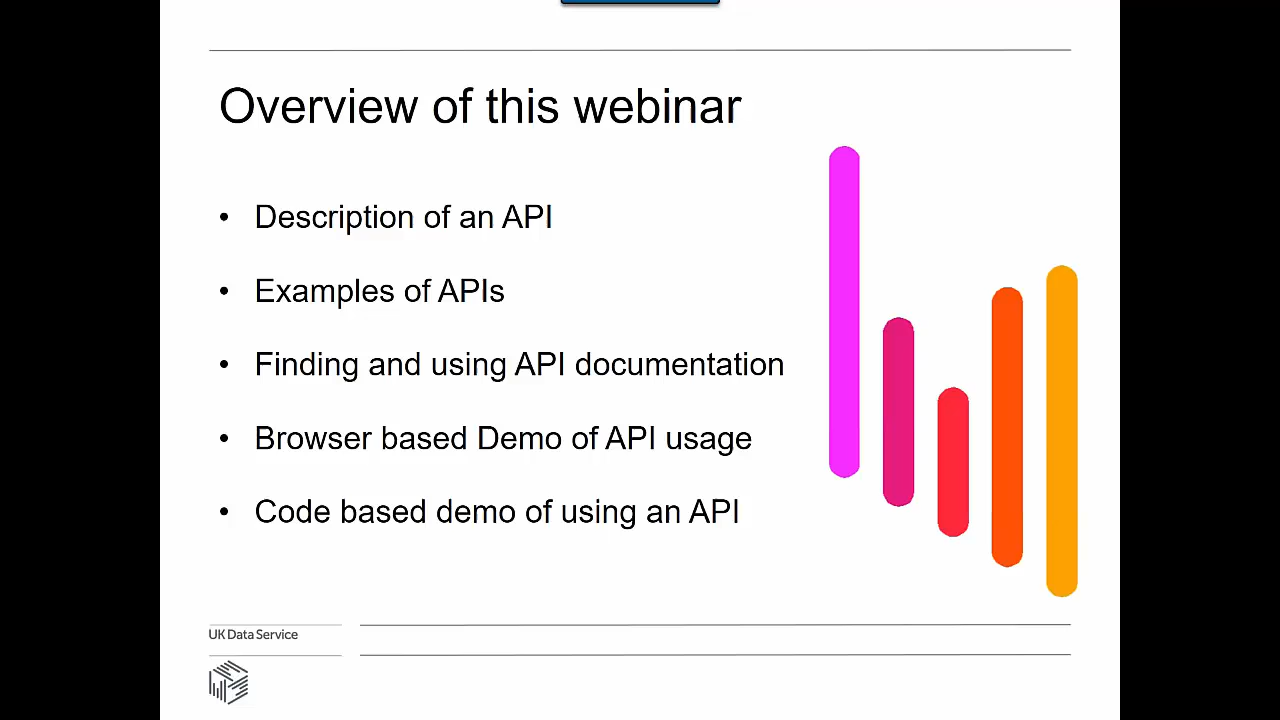 Overview of this webinar
• Description of an API
• Examples of APIs
• Finding and using API documentation
• Browser based Demo of API usage
• Code based demo of using an API
UK Data Service